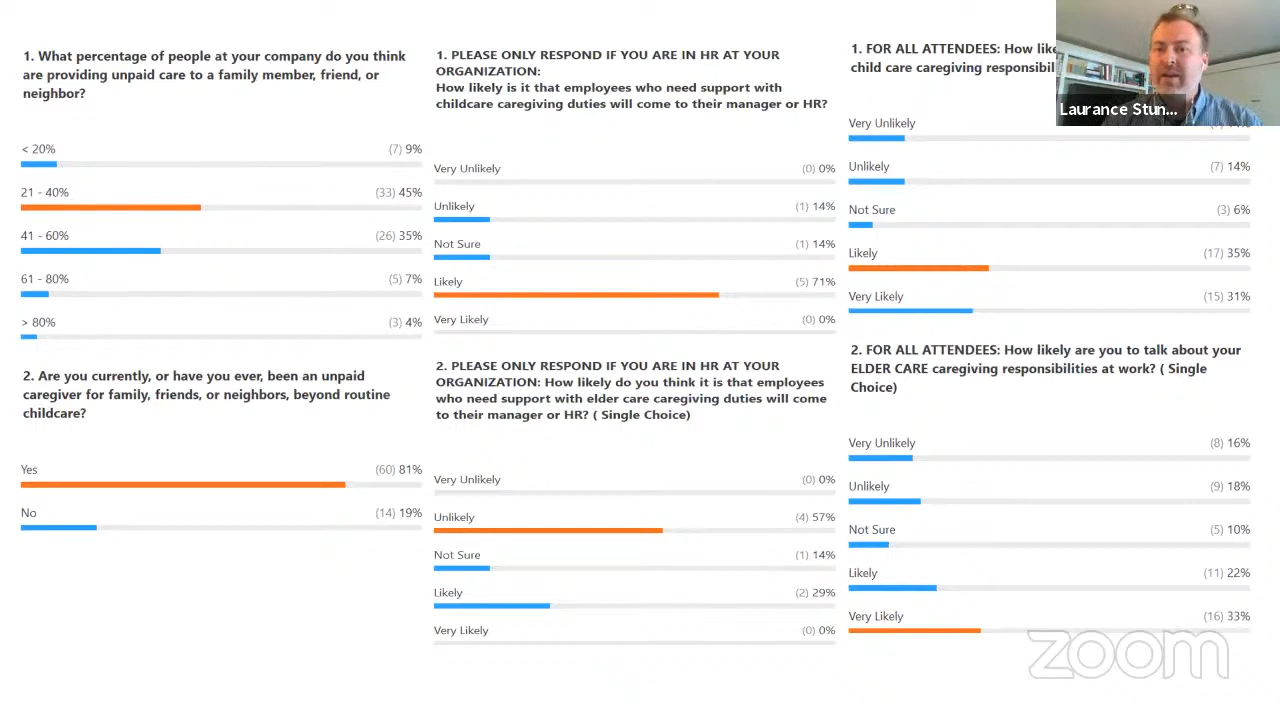 1. What percentage of people at your company do you think
are providing unpaid care to a family member, friend, or
neighbor?
< 20% (7) 9%
21 - 40% (33) 45%
41 - 60% (26) 35%
61 - 80% (5) 7%
> 80% (3) 4%
2. Are you currently, or have you ever, been an unpaid
caregiver for family, friends, or neighbors, beyond routine
childcare?
Yes (60) 81%
No (14) 19%
1. PLEASE ONLY RESPOND IF YOU ARE IN HR AT YOUR
ORGANIZATION:
How likely is it that employees who need support with
childcare caregiving duties will come to their manager or HR?
Very Unlikely (0) 0%
Unlikely (1) 14%
Not Sure (1) 14%
Likely (5) 71%
Very Likely (0) 0%
2. PLEASE ONLY RESPOND IF YOU ARE IN HR AT YOUR
ORGANIZATION: How likely do you think it is that employees
who need support with elder care caregiving duties will come
to their manager or HR? ( Single Choice)
Very Unlikely (0) 0%
Unlikely (4) 57%
Not Sure (1) 14%
Likely (2) 29%
Very Likely (0) 0%
1. FOR ALL ATTENDEES: How
child care caregiving
Laurance Stun...
Very Unlikely
Unlikely (7) 14%
Not Sure (3) 6%
Likely (17) 35%
Very Likely (15) 31%
2. FOR ALL ATTENDEES: How likely are you to talk about your
ELDER CARE caregiving responsibilities at work? ( Single
Choice)
Very Unlikely (8) 16%
Unlikely (9) 18%
Not Sure (5) 10%
Likely (11) 22%
Very Likely (16) 33%
zoom